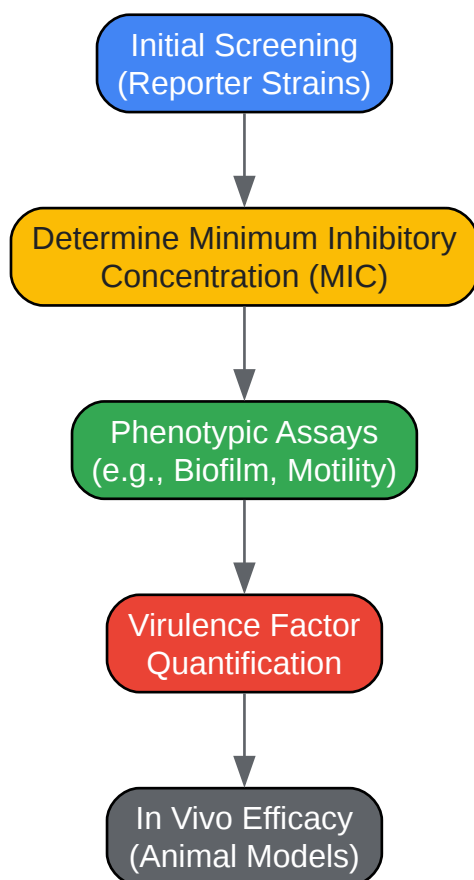 Initial Screening
(Reporter Strains)
Determine Minimum Inhibitory
Concentration (MIC)
Phenotypic Assays
(e.g., Biofilm, Motility)
Virulence Factor
Quantification
In Vivo Efficacy
(Animal Models)